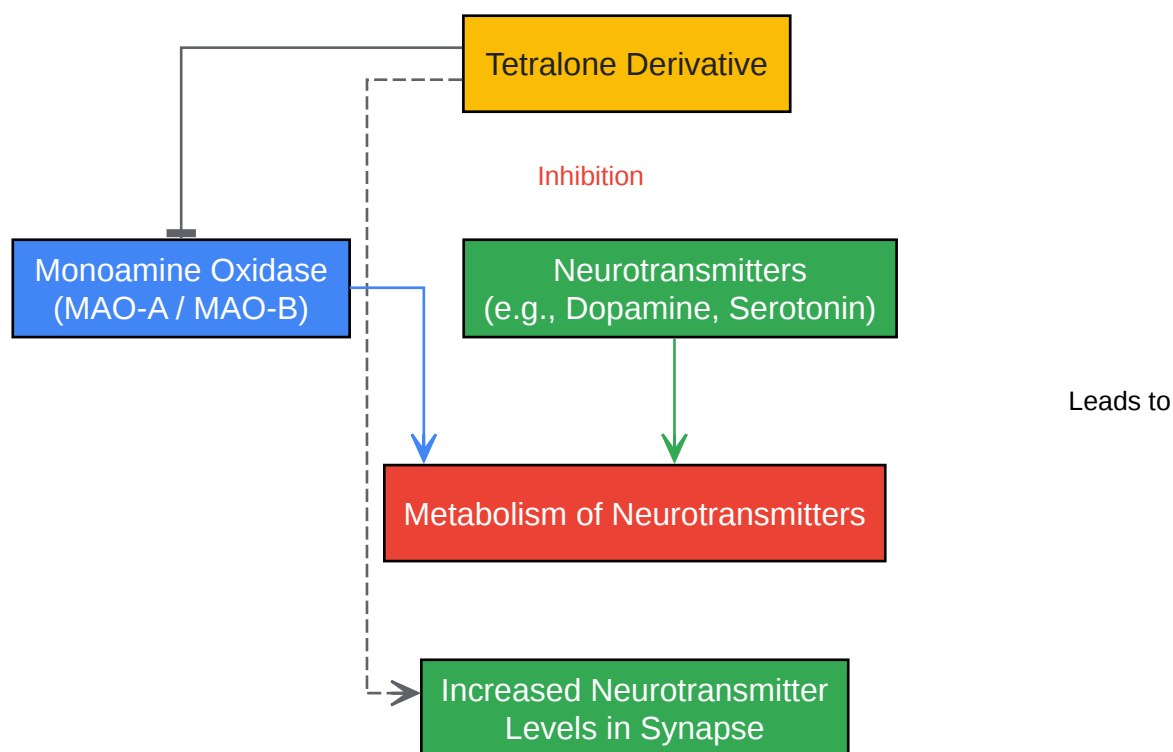 Tetralone Derivative
Inhibition
Monoamine Oxidase
(MAO-A / MAO-B)
Neurotransmitters
(e.g., Dopamine, Serotonin)
Leads to
Metabolism of Neurotransmitters
Increased Neurotransmitter
Levels in Synapse